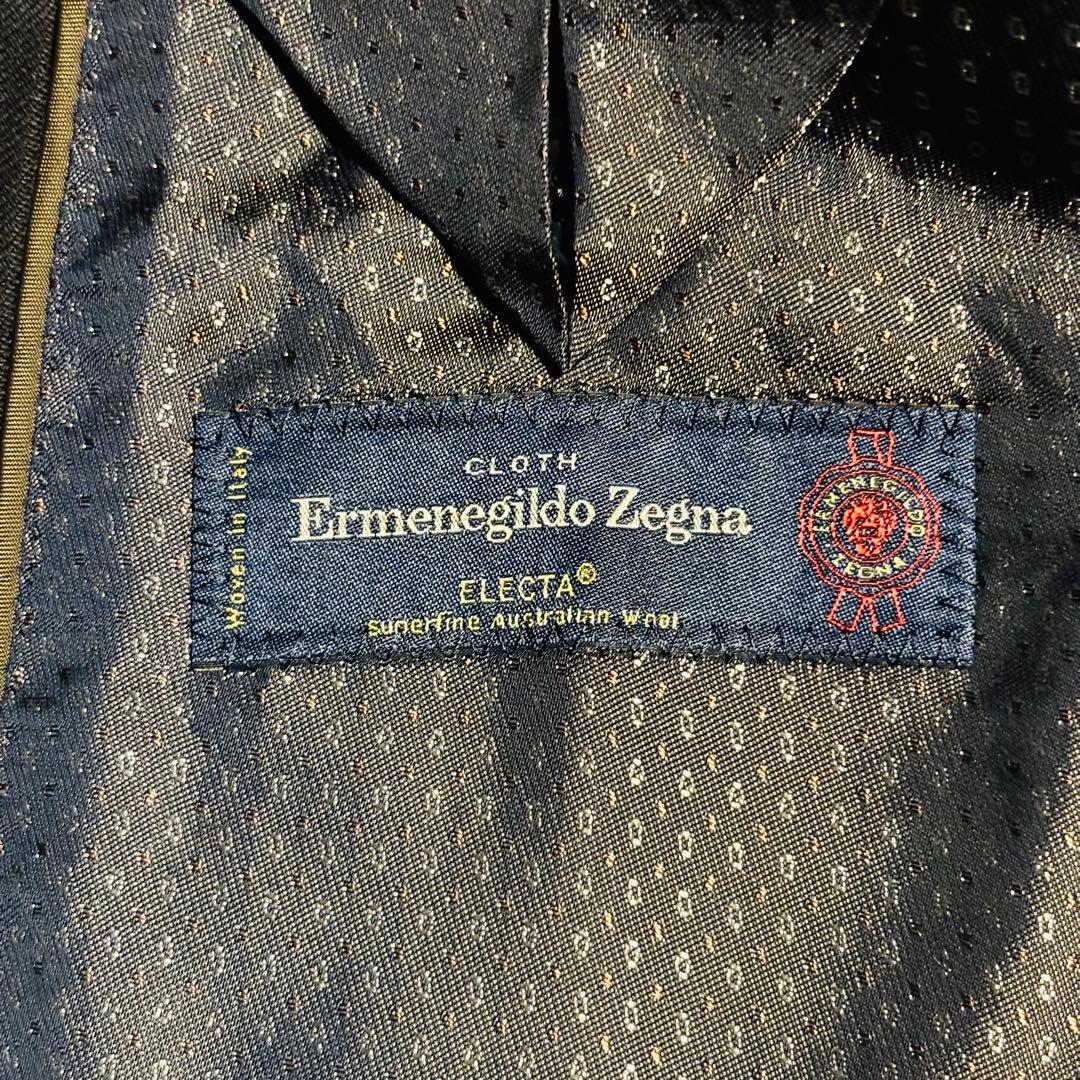 Woven in Italy
CLOTH
Ermenegildo Zegna
ELECTA®
superfine Australian wool
ERMENEGILDO
ZEGNA